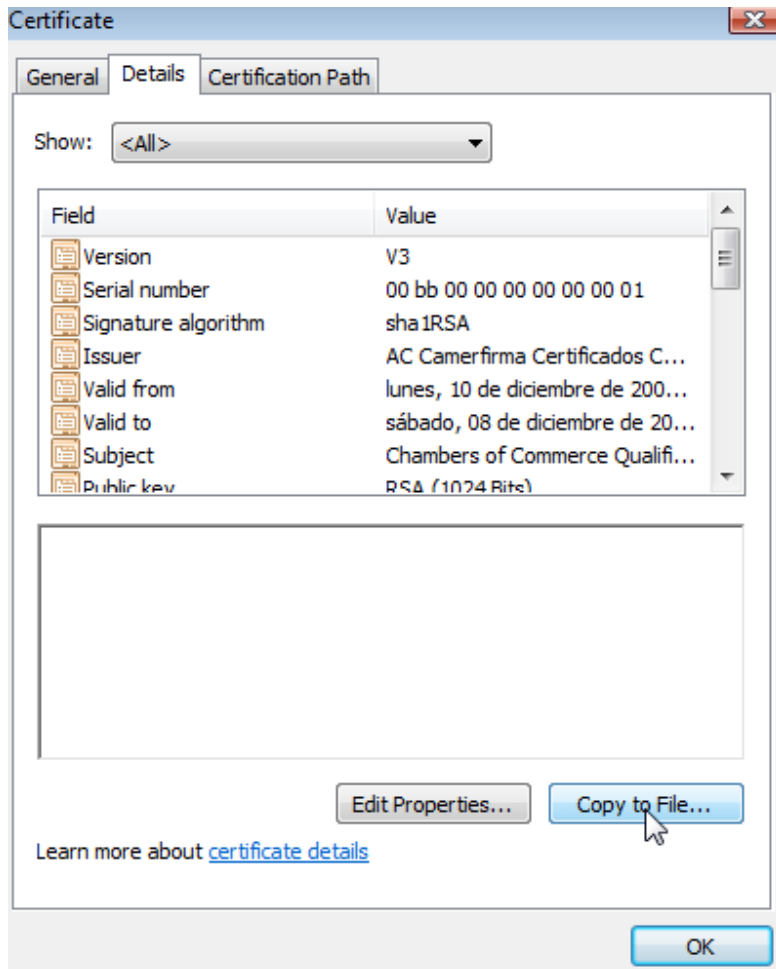 Certificate
General Details Certification Path
Show: <All>
Field Value
Version V3
Serial number 00 bb 00 00 00 00 00 00 01
Signature algorithm sha1RSA
Issuer AC Camerfirma Certificados C...
Valid from lunes, 10 de diciembre de 200...
Valid to sábado, 08 de diciembre de 20...
Subject Chambers of Commerce Qualifi...
Public key RSA (1024 Bits)
Edit Properties... Copy to File...
Learn more about certificate details
OK